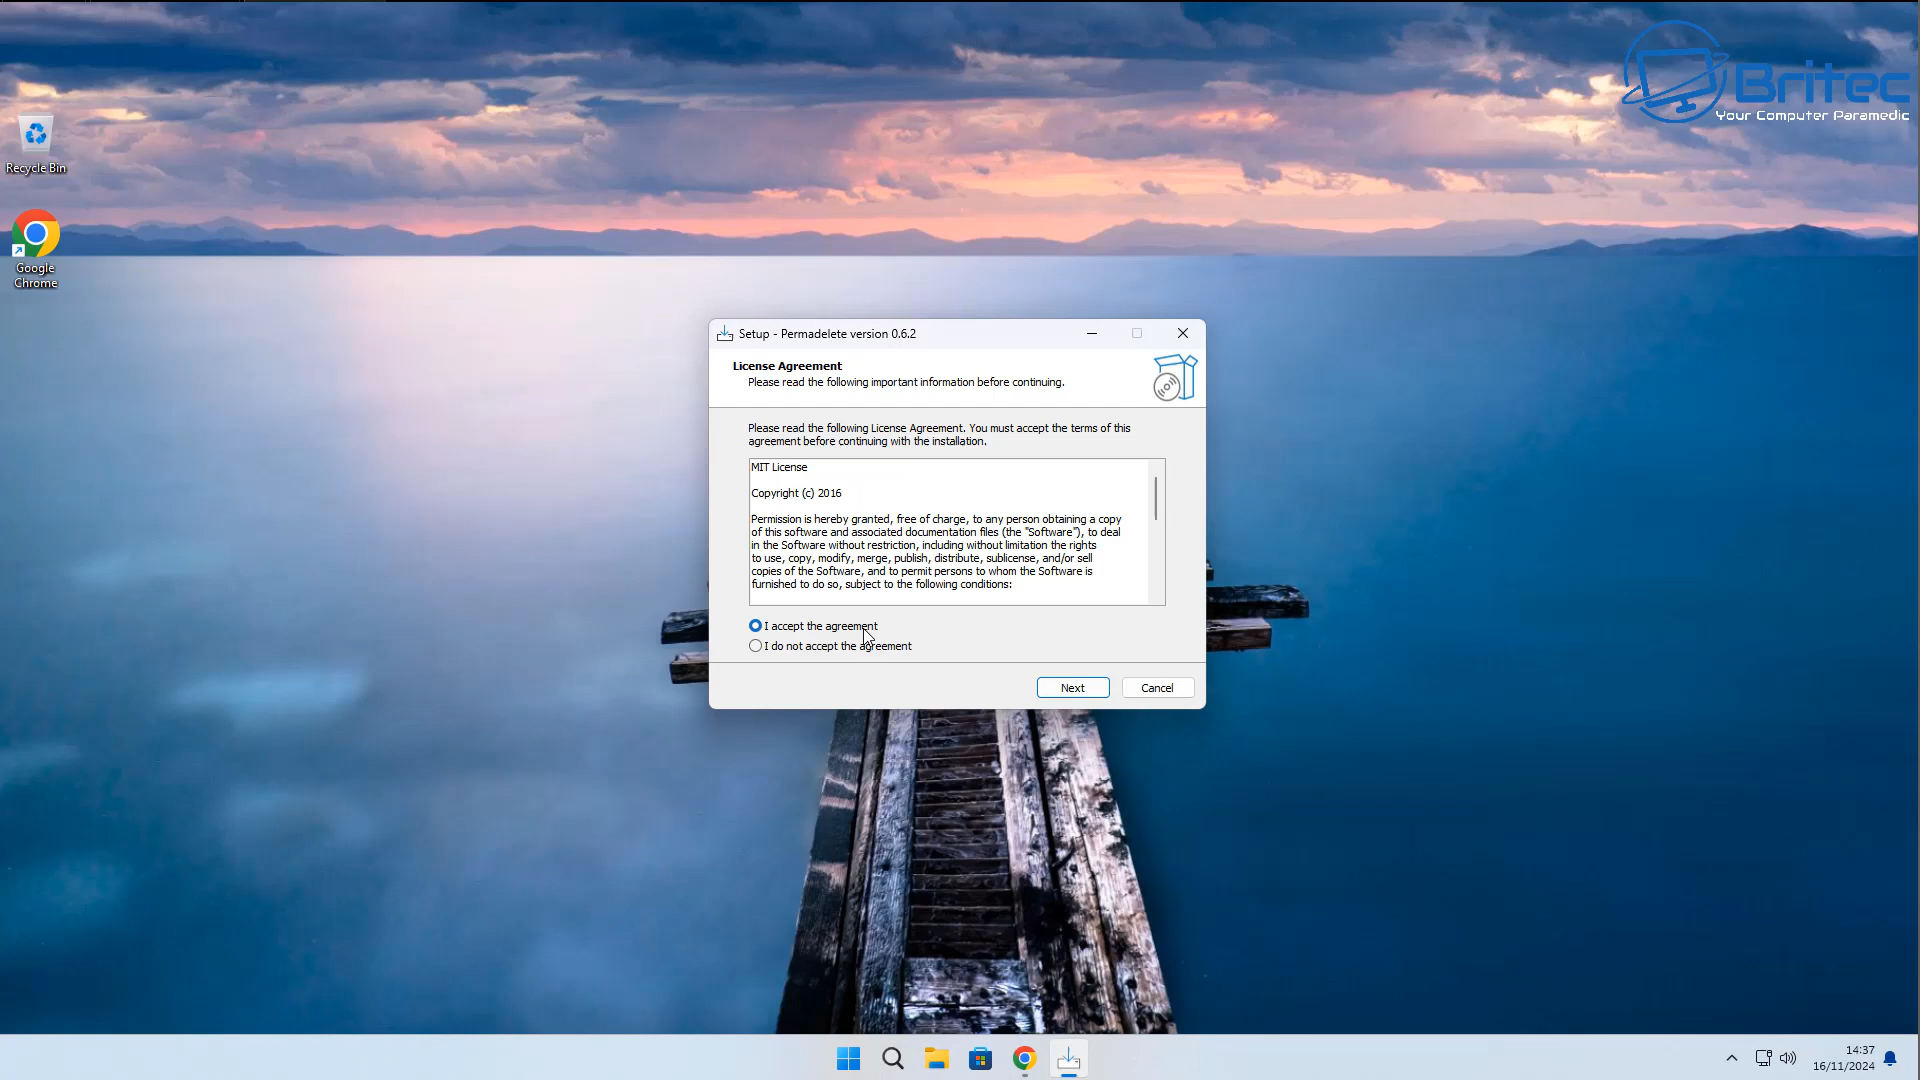 Britec
Your Computer Paramedic
Recycle Bin
Google
Chrome
Setup - Permadelete version 0.6.2
License Agreement
Please read the following important information before continuing.
Please read the following License Agreement. You must accept the terms of this
agreement before continuing with the installation.
MIT License
Copyright (c) 2016
Permission is hereby granted, free of charge, to any person obtaining a copy
of this software and associated documentation files (the "Software"), to deal
in the Software without restriction, including without limitation the rights
to use, copy, modify, merge, publish, distribute, sublicense, and/or sell
copies of the Software, and to permit persons to whom the Software is
furnished to do so, subject to the following conditions:
I accept the agreement
I do not accept the agreement
Next
Cancel
14:37
16/11/2024